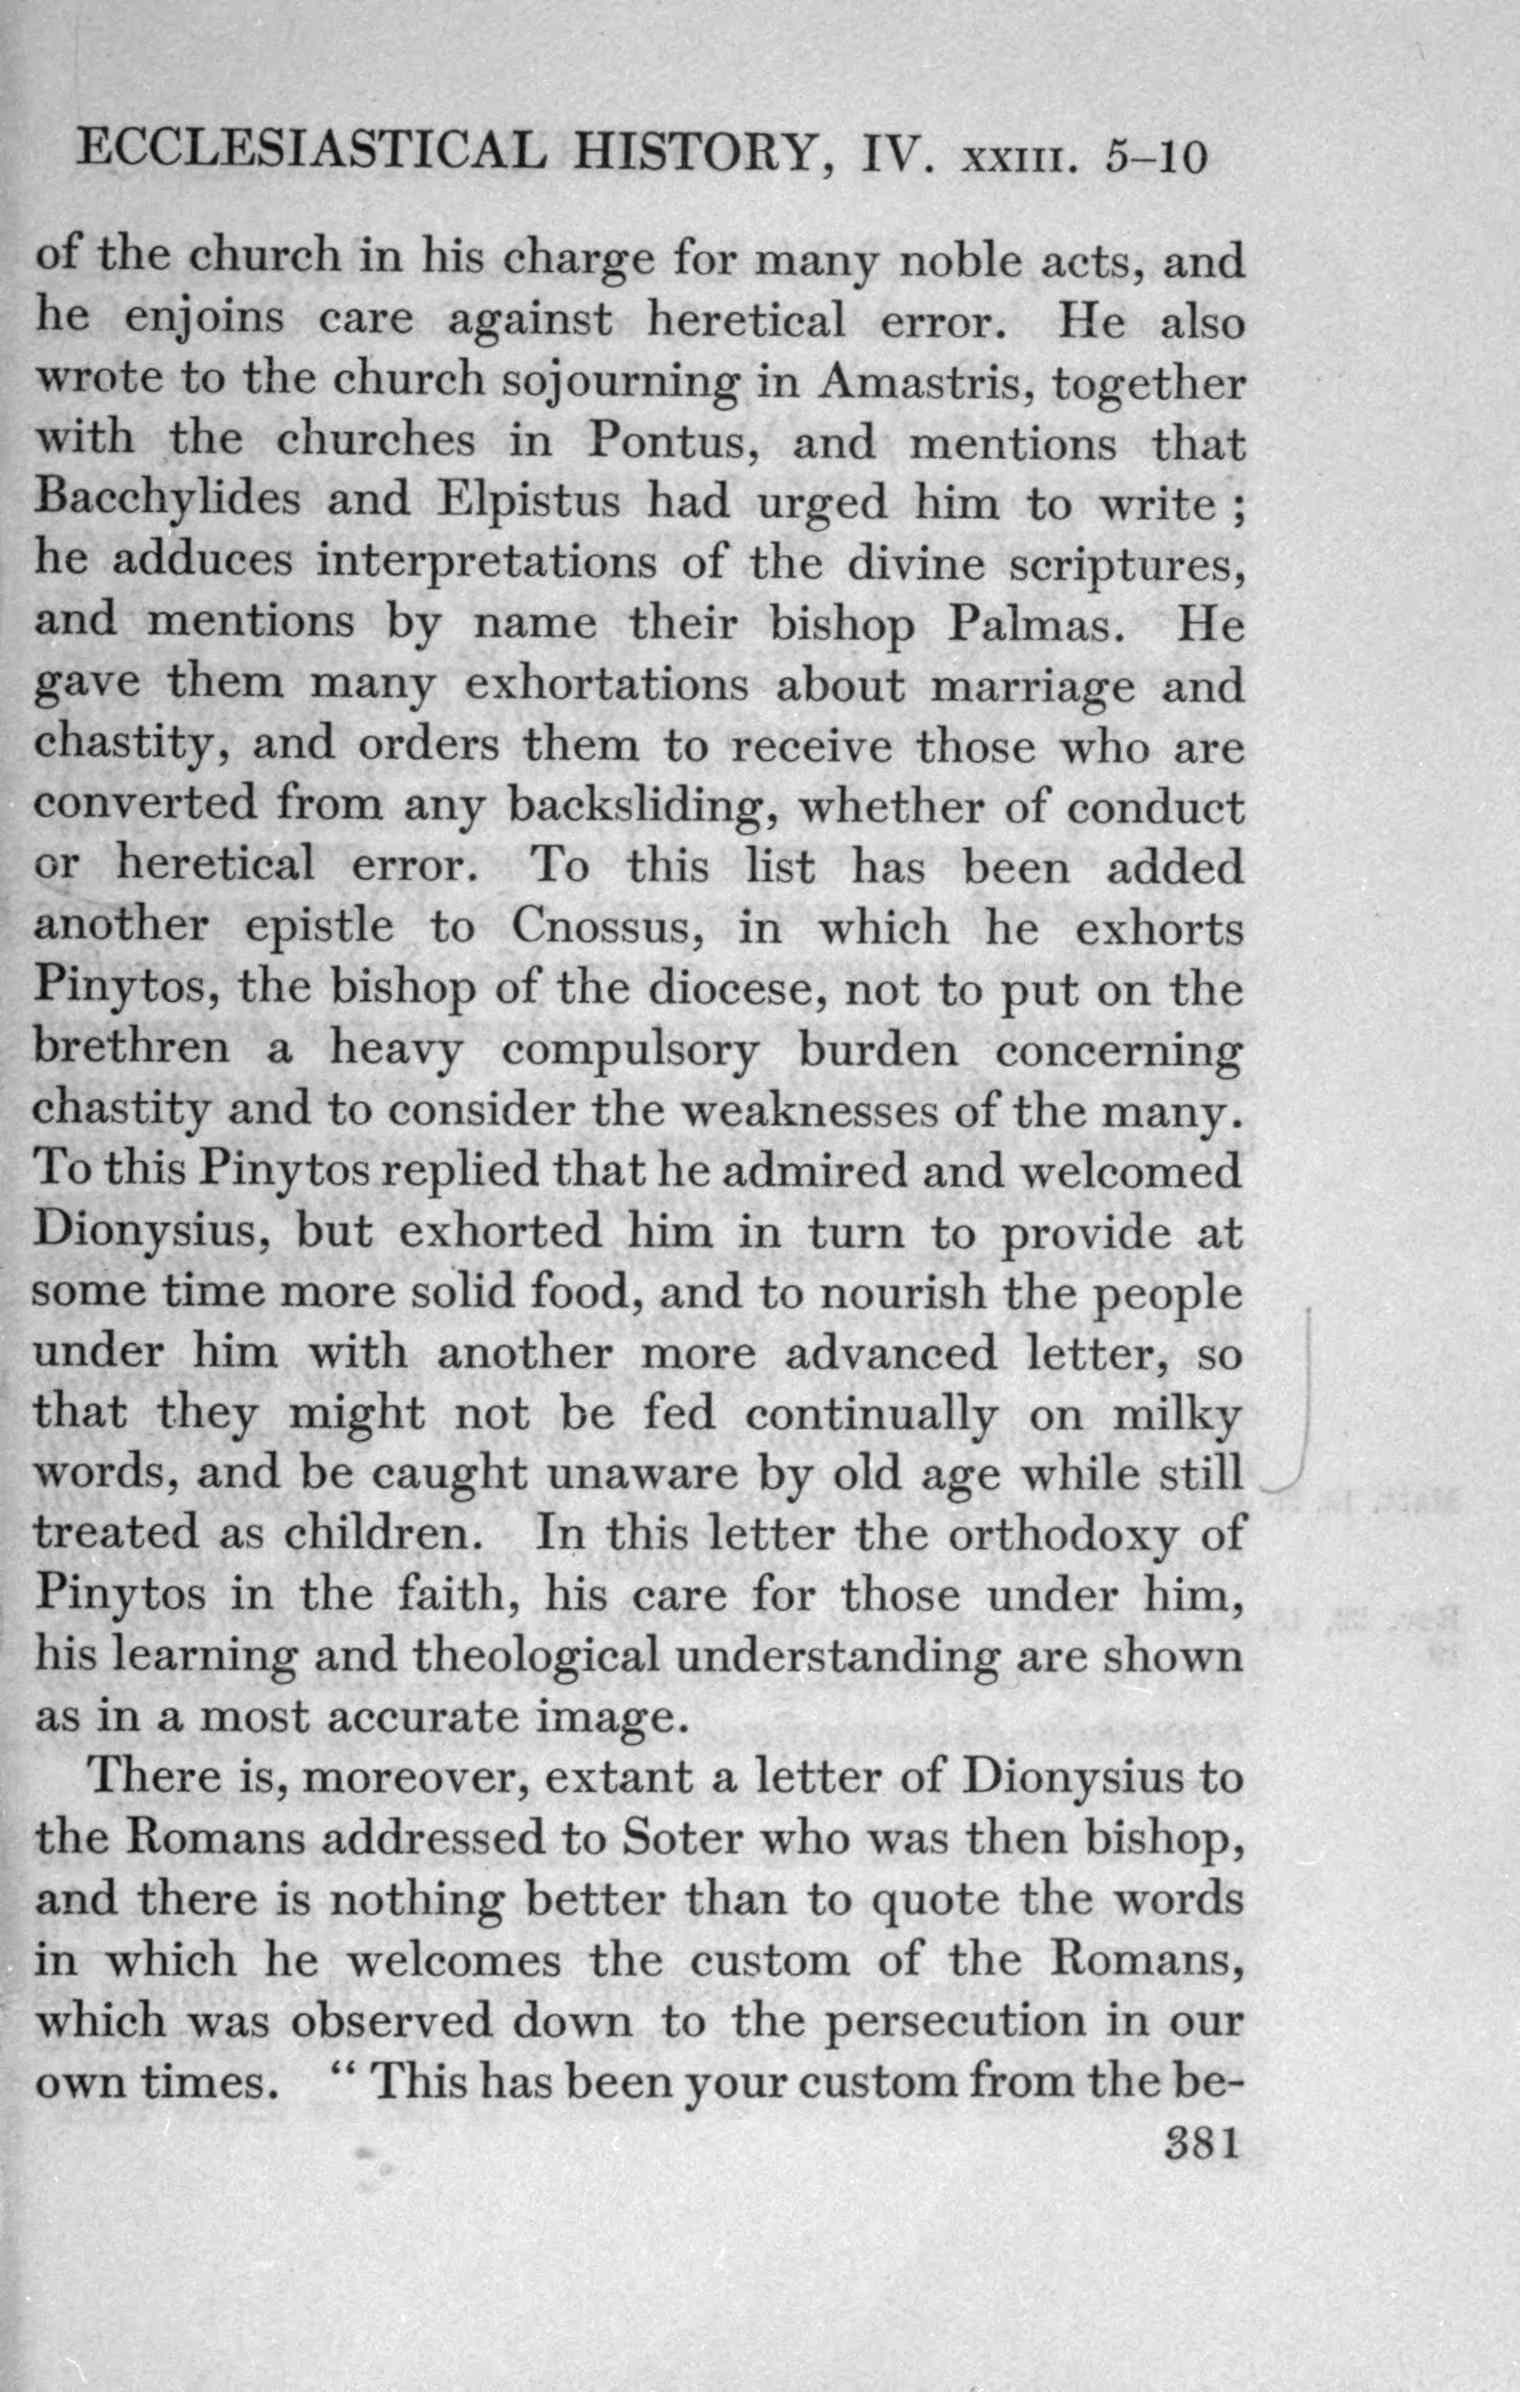 ECCLESIASTICAL HISTORY, IV. XXIII. 5–10
of the church in his charge for many noble acts, and
he enjoins care against heretical error. He also
wrote to the church sojourning in Amastris, together
with the churches in Pontus, and mentions that
Bacchylides and Elpistus had urged him to write ;
he adduces interpretations of the divine scriptures,
and mentions by name their bishop Palmas. He
gave them many exhortations about marriage and
chastity, and orders them to receive those who are
converted from any backsliding, whether of conduct
or heretical error. To this list has been added
another epistle to Cnossus, in which he exhorts
Pinytos, the bishop of the diocese, not to put on the
brethren a heavy compulsory burden concerning
chastity and to consider the weaknesses of the many.
To this Pinytos replied that he admired and welcomed
Dionysius, but exhorted him in turn to provide at
some time more solid food, and to nourish the people
under him with another more advanced letter, so
that they might not be fed continually on milky
words, and be caught unaware by old age while still
treated as children. In this letter the orthodoxy of
Pinytos in the faith, his care for those under him,
his learning and theological understanding are shown
as in a most accurate image.
There is, moreover, extant a letter of Dionysius to
the Romans addressed to Soter who was then bishop,
and there is nothing better than to quote the words
in which he welcomes the custom of the Romans,
which was observed down to the persecution in our
own times. “ This has been your custom from the be-
381